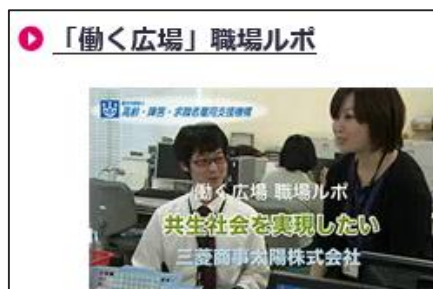 「働く広場」職場ルポ
高齢・障害・求職者雇用支援機構
働く広場 職場ルポ
共生社会を実現したい
三菱商事太陽株式会社